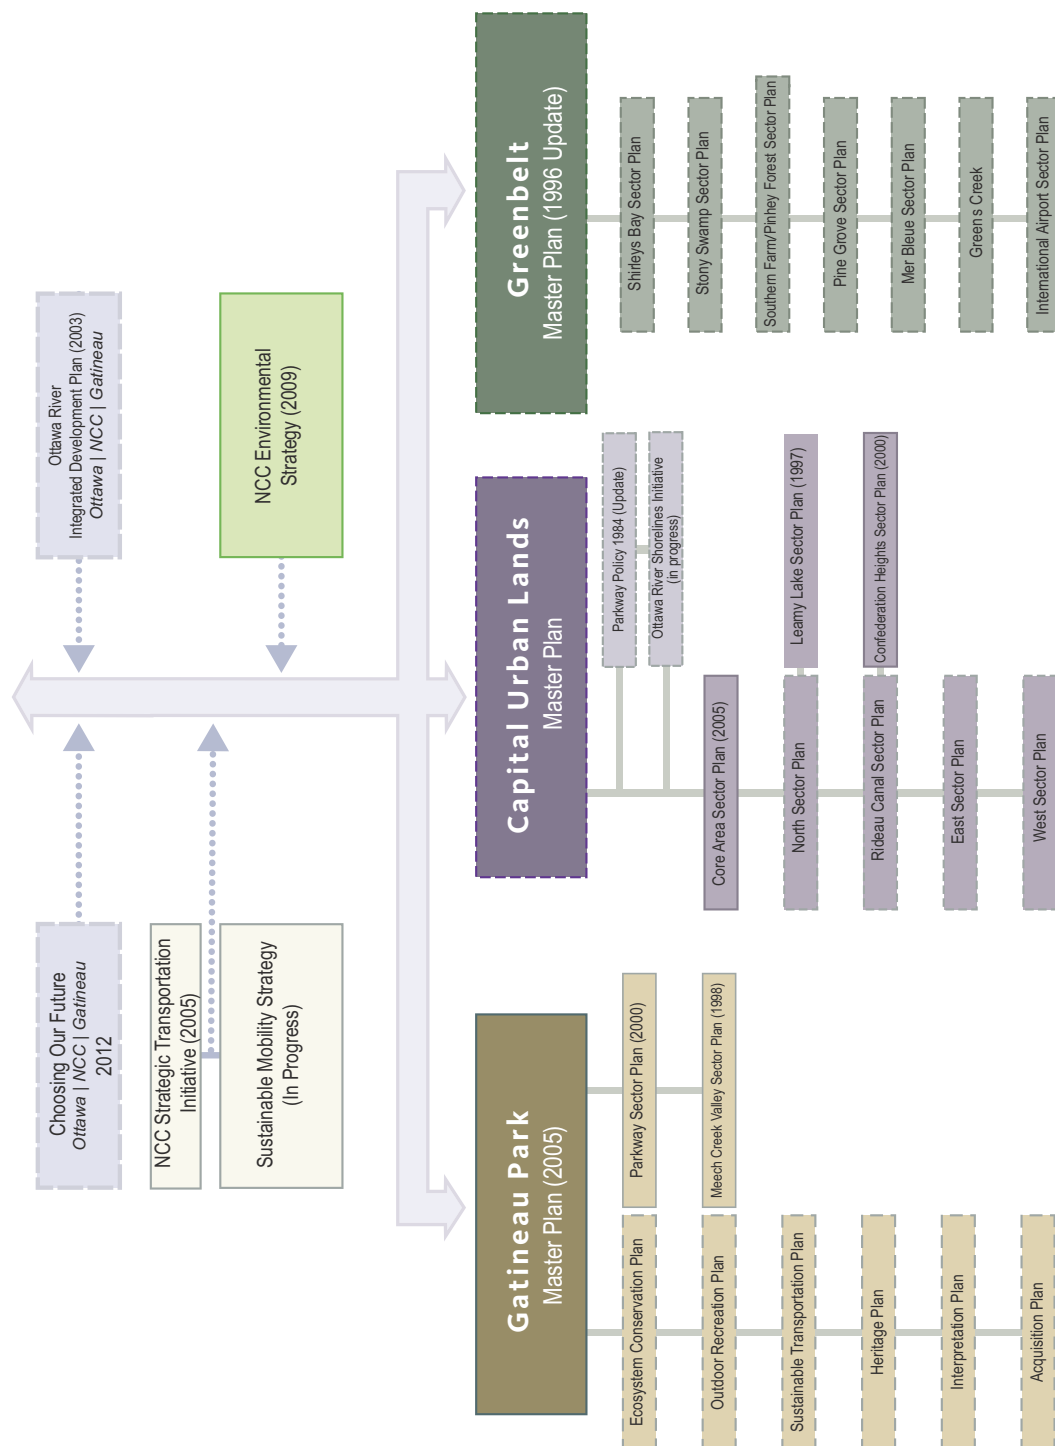 Choosing Our Future
Ottawa | NCC | Gatineau
2012
Ottawa River
Integrated Development Plan (2003)
Ottawa | NCC | Gatineau
NCC Strategic Transportation
Initiative (2005)
Sustainable Mobility Strategy
(In Progress)
NCC Environmental
Strategy (2009)
Gatineau Park
Master Plan (2005)
Ecosystem Conservation Plan
Outdoor Recreation Plan
Sustainable Transportation Plan
Heritage Plan
Interpretation Plan
Acquisition Plan
Parkway Sector Plan (2000)
Meech Creek Valley Sector Plan (1998)
Capital Urban Lands
Master Plan
Parkway Policy 1984 (Update)
Ottawa River Shorelines Initiative
(in progress)
Core Area Sector Plan (2005)
North Sector Plan
Leamy Lake Sector Plan (1997)
Rideau Canal Sector Plan
Confederation Heights Sector Plan (2000)
East Sector Plan
West Sector Plan
Greenbelt
Master Plan (1996 Update)
Shirleys Bay Sector Plan
Stony Swamp Sector Plan
Southern Farm/Pinhey Forest Sector Plan
Pine Grove Sector Plan
Mer Bleue Sector Plan
Greens Creek
International Airport Sector Plan